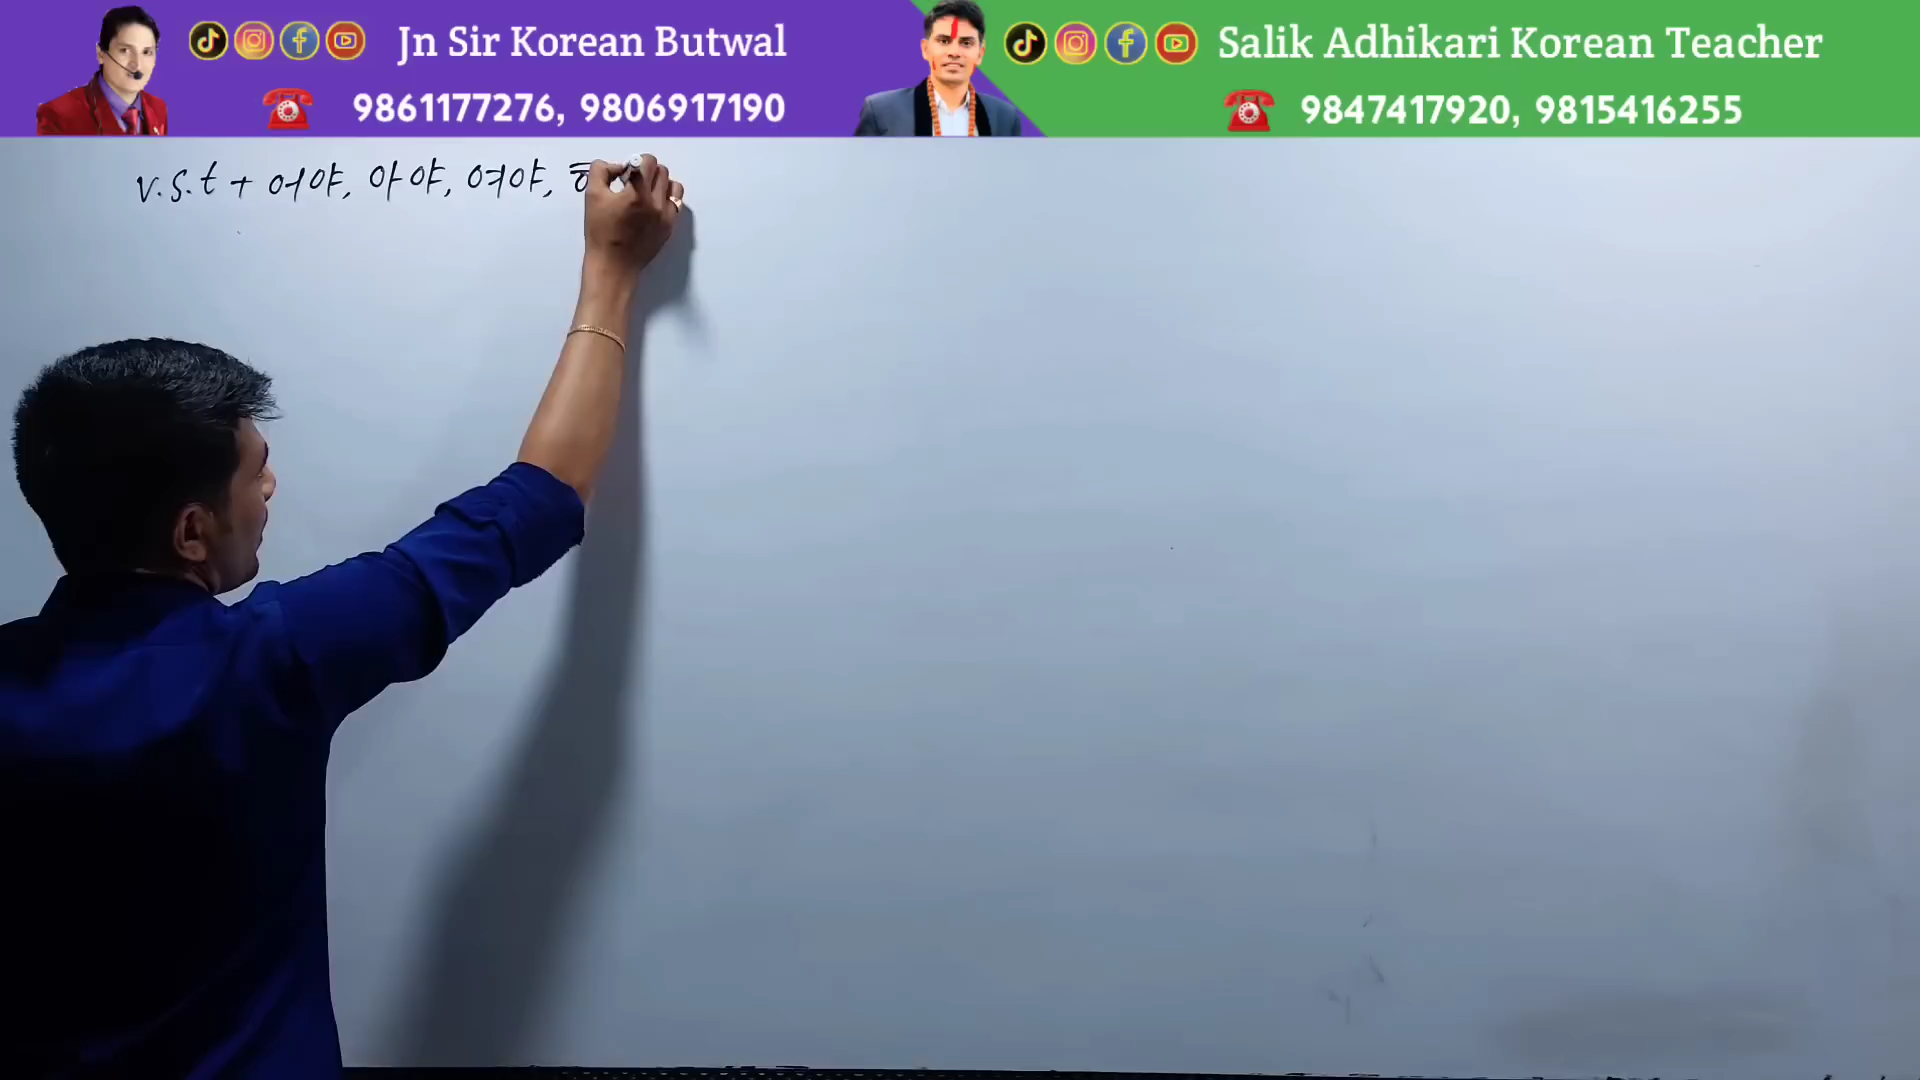 Jn Sir Korean Butwal
9861177276, 9806917190
Salik Adhikari Korean Teacher
9847417920, 9815416255
v.s.t + 어야, 아야, 여야,